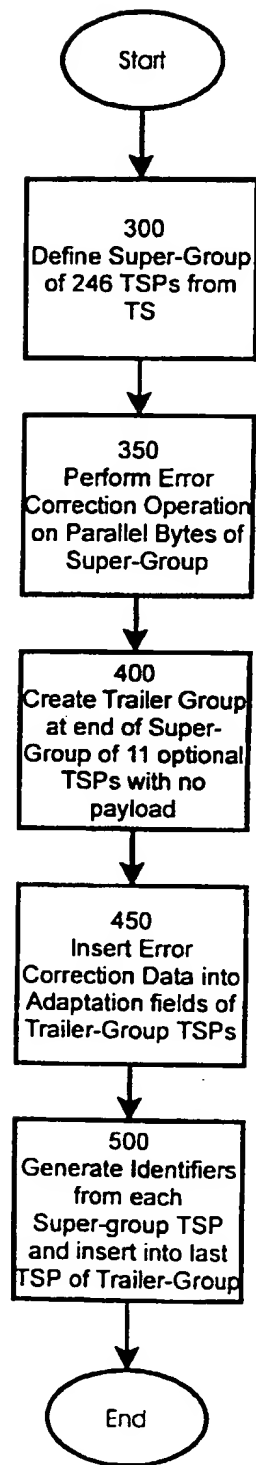 Start
300
Define Super-Group
of 246 TSPs from
TS
350
Perform Error
Correction Operation
on Parallel Bytes of
Super-Group
400
Create Trailer Group
at end of Super-
Group of 11 optional
TSPs with no
payload
450
Insert Error
Correction Data into
Adaptation fields of
Trailer-Group TSPs
500
Generate Identifiers
from each
Super-group TSP
and insert into last
TSP of Trailer-Group
End